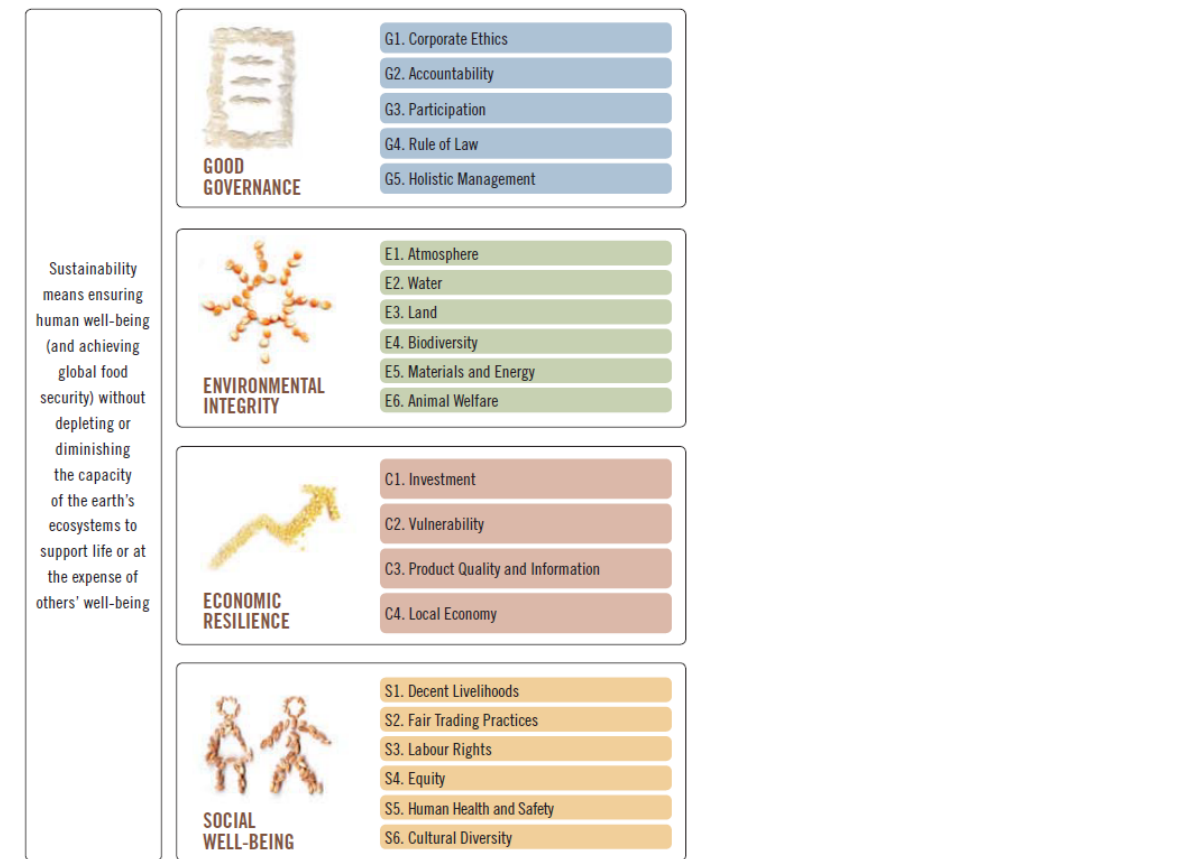 Sustainability
means ensuring
human well-being
(and achieving
global food
security) without
depleting or
diminishing
the capacity
of the earth's
ecosystems to
support life or at
the expense of
others' well-being
GOOD
GOVERNANCE
G1. Corporate Ethics
G2. Accountability
G3. Participation
G4. Rule of Law
G5. Holistic Management
ENVIRONMENTAL
INTEGRITY
E1. Atmosphere
E2. Water
E3. Land
E4. Biodiversity
E5. Materials and Energy
E6. Animal Welfare
ECONOMIC
RESILIENCE
C1. Investment
C2. Vulnerability
C3. Product Quality and Information
C4. Local Economy
SOCIAL
WELL-BEING
S1. Decent Livelihoods
S2. Fair Trading Practices
S3. Labour Rights
S4. Equity
S5. Human Health and Safety
S6. Cultural Diversity